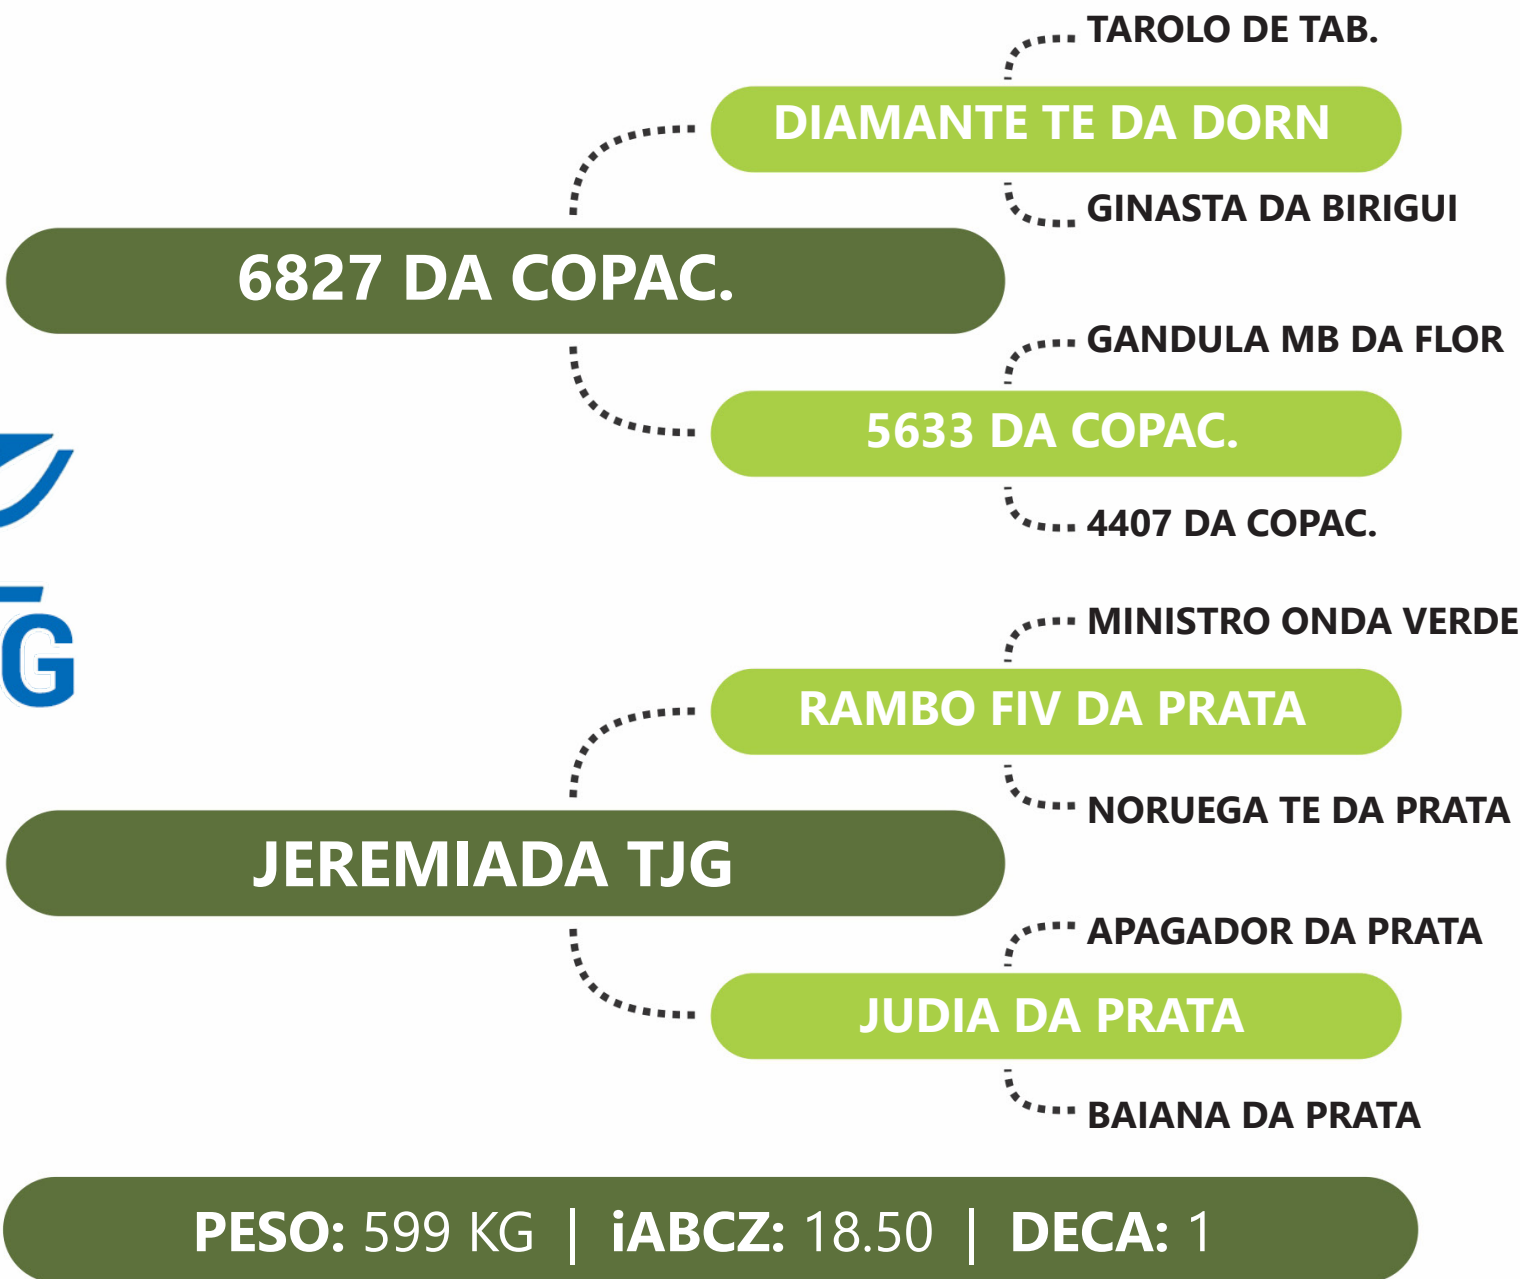 TAROLO DE TAB.
DIAMANTE TE DA DORN
GINASTA DA BIRIGUI
6827 DA COPAC.
GANDULA MB DA FLOR
5633 DA COPAC.
4407 DA COPAC.
G
MINISTRO ONDA VERDE
RAMBO FIV DA PRATA
NORUEGA TE DA PRATA
JEREMIADA TJG
APAGADOR DA PRATA
JUDIA DA PRATA
BAIANA DA PRATA
PESO: 599 KG | iABCZ: 18.50 | DECA: 1